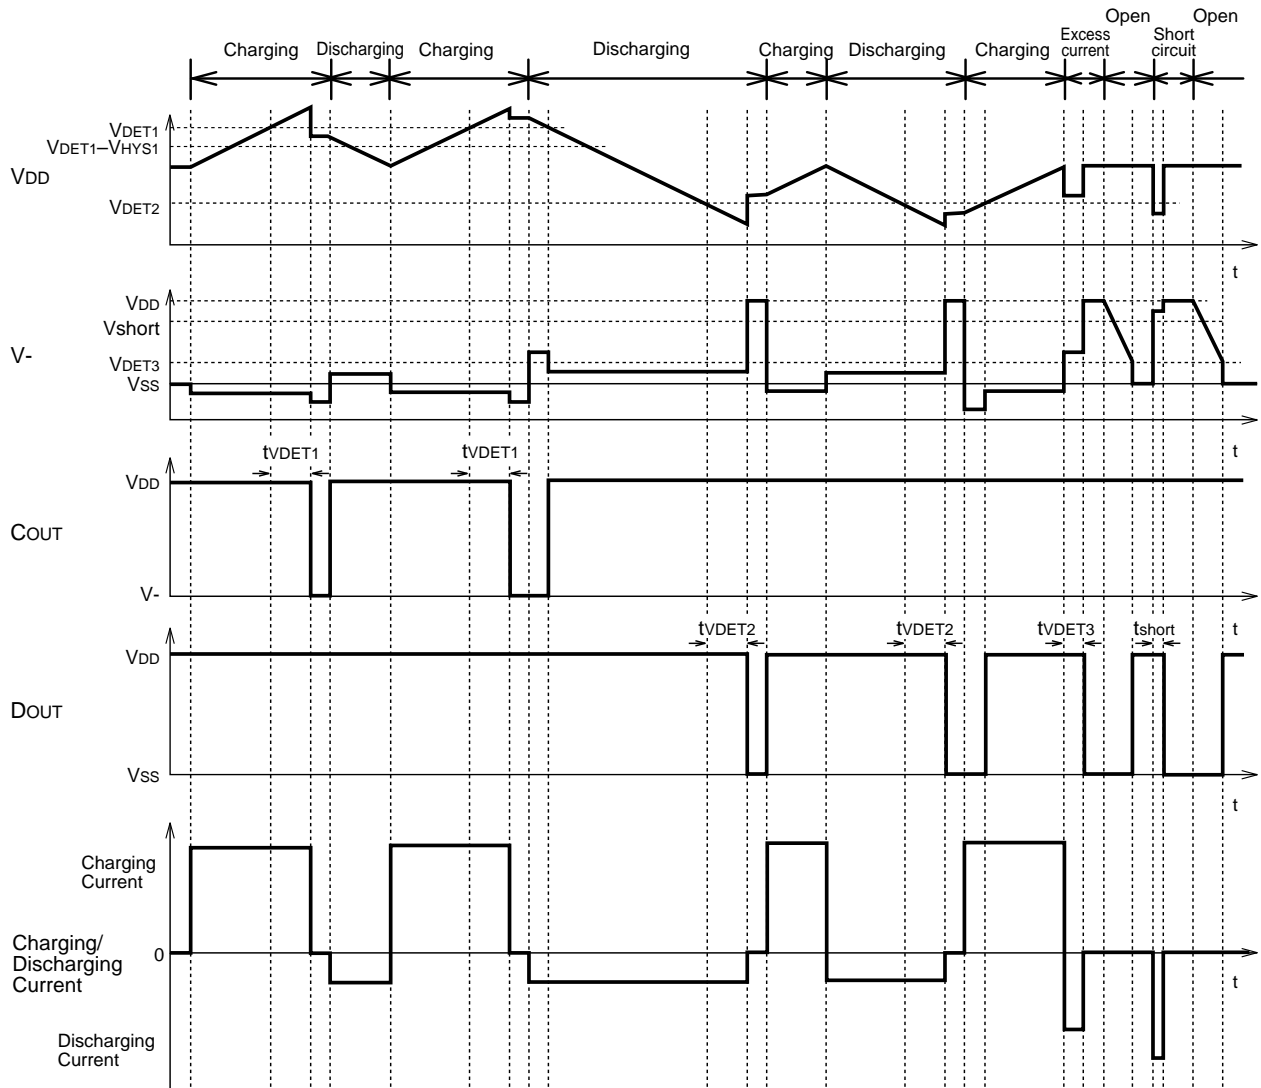 Open Open
Charging Discharging Charging Discharging Charging Discharging Charging Excess current Short circuit
VDET1
VDET1–VHYS1
VDD
VDET2
t
VDD
Vshort
V-
VDET3
VSS
t
tVDET1 tVDET1
VDD
COUT
V-
t
tVDET2 tVDET2 tVDET3 tshort
VDD
DOUT
VSS
t
Charging
Current
0
Charging/
Discharging
Current
t
Discharging
Current